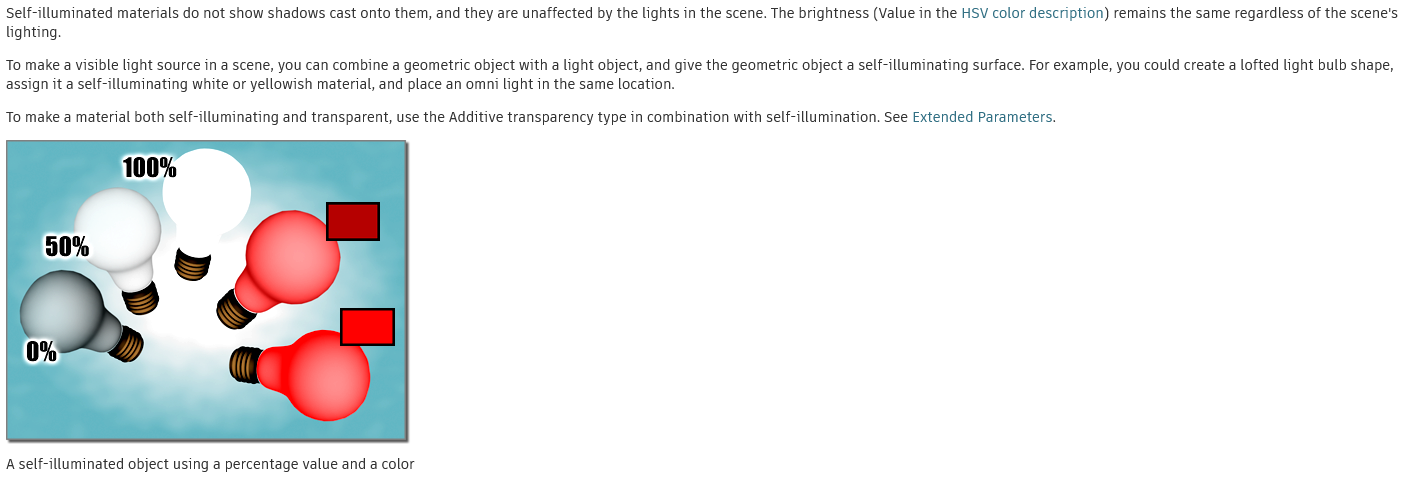 Self-illuminated materials do not show shadows cast onto them, and they are unaffected by the lights in the scene. The brightness (Value in the HSV color description) remains the same regardless of the scene's
lighting.
To make a visible light source in a scene, you can combine a geometric object with a light object, and give the geometric object a self-illuminating surface. For example, you could create a lofted light bulb shape,
assign it a self-illuminating white or yellowish material, and place an omni light in the same location.
To make a material both self-illuminating and transparent, use the Additive transparency type in combination with self-illumination. See Extended Parameters.
100%
50%
0%
A self-illuminated object using a percentage value and a color